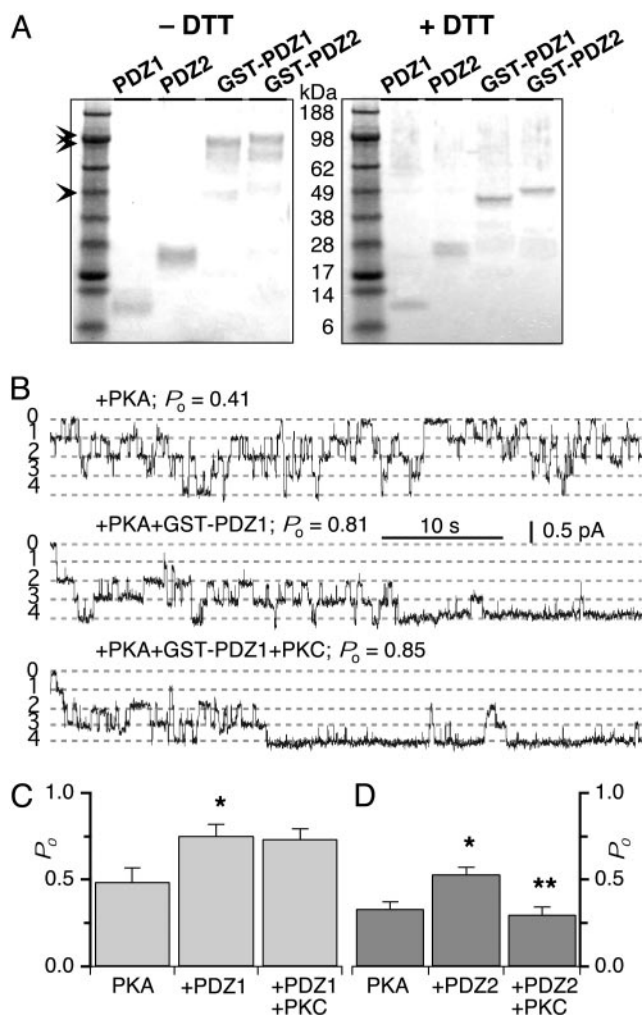 A
– DTT
+ DTT
PDZ1
PDZ2
GST-PDZ1
GST-PDZ2
kDa
PDZ1
PDZ2
GST-PDZ1
GST-PDZ2
188
98
62
49
38
28
17
14
6
B
+PKA; Po = 0.41
0
1
2
3
4
+PKA+GST-PDZ1; Po = 0.81
10 s
0.5 pA
0
1
2
3
4
+PKA+GST-PDZ1+PKC; Po = 0.85
0
1
2
3
4
C
1.0
0.5
0.0
Po
*
PKA
+PDZ1
+PDZ1
+PKC
D
*
**
1.0
0.5
0.0
Po
PKA
+PDZ2
+PDZ2
+PKC